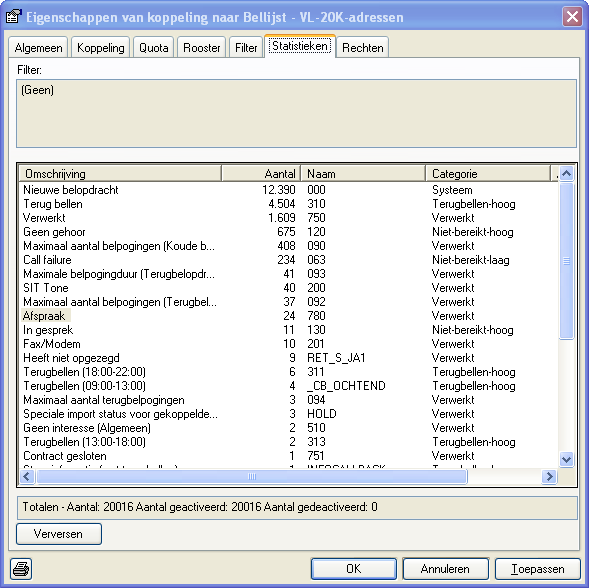 Eigenschappen van koppeling naar Bellijst - VL-20K-adressen
Algemeen Koppeling Quota Rooster Filter Statistieken Rechten
Filter:
(Geen)
Omschrijving Aantal Naam Categorie
Nieuwe belopdracht 12.390 000 Systeem
Terug bellen 4.504 310 Terugbellen-hoog
Verwerkt 1.609 750 Verwerkt
Geen gehoor 675 120 Niet-bereikt-hoog
Maximaal aantal belpogingen (Koude b... 408 090 Verwerkt
Call failure 234 063 Niet-bereikt-laag
Maximale belpogingduur (Terugbelopdr... 41 093 Verwerkt
SIT Tone 40 200 Verwerkt
Maximaal aantal belpogingen (Terugbel... 37 092 Verwerkt
Afspraak 24 780 Verwerkt
In gesprek 11 130 Niet-bereikt-hoog
Fax/Modem 10 201 Verwerkt
Heeft niet opgezegd 9 RET_S_JA1 Verwerkt
Terugbellen (18:00-22:00) 6 311 Terugbellen-hoog
Terugbellen (09:00-13:00) 4 _CB_OCHTEND Terugbellen-hoog
Maximaal aantal terugbelpogingen 3 094 Verwerkt
Speciale import status voor gekoppelde... 3 HOLD Verwerkt
Geen interesse (Algemeen) 2 510 Verwerkt
Terugbellen (13:00-18:00) 2 313 Terugbellen-hoog
Contract gesloten 1 751 Verwerkt
Totalen - Aantal: 20016 Aantal geactiveerd: 20016 Aantal gedeactiveerd: 0
Verversen
OK Annuleren Toepassen